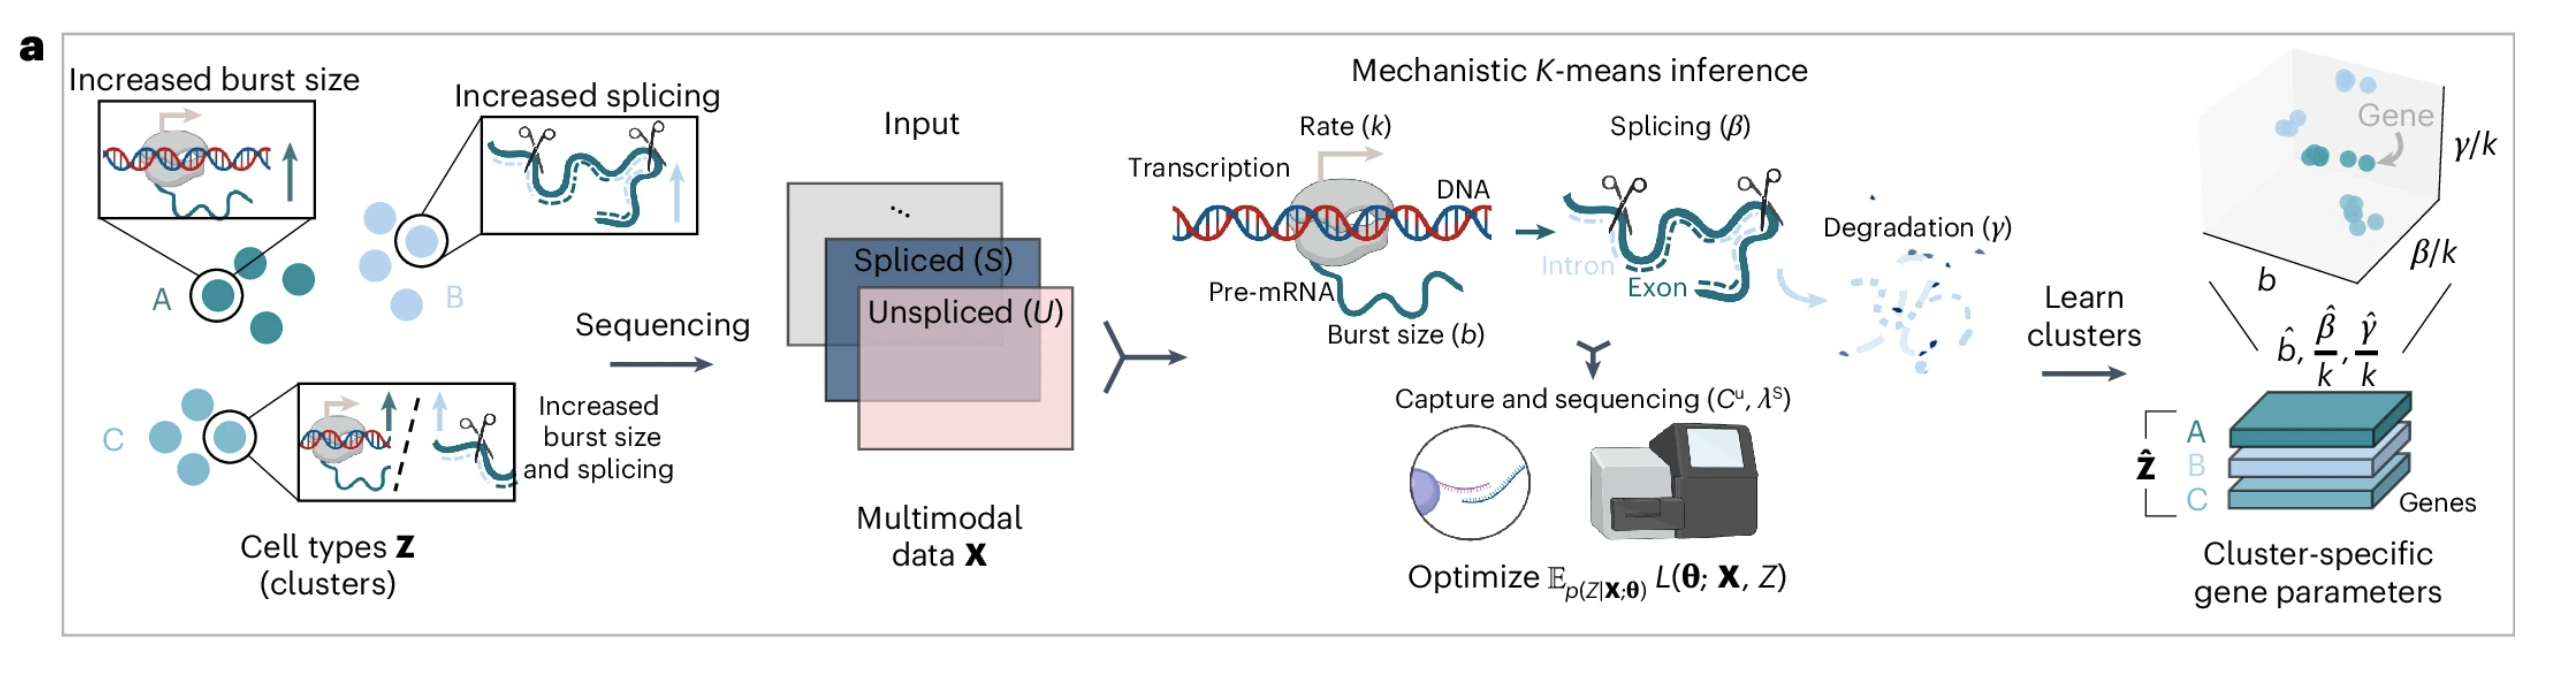 a
Increased burst size
Increased splicing
A
B
C
Increased
burst size
and splicing
Cell types Z
(clusters)
Sequencing
Input
Spliced (S)
Unspliced (U)
Multimodal
data X
Mechanistic K-means inference
Rate (k)
Transcription
DNA
Pre-mRNA
Burst size (b)
Splicing (β)
Intron
Exon
Degradation (γ)
Capture and sequencing (Cᵘ, λˢ)
Optimize 𝔼p(Z|X;θ) L(θ; X, Z)
Learn
clusters
Gene
γ/k
β/k
b
b̂, β̂/k, γ̂/k
ẑ
A
B
C
Genes
Cluster-specific
gene parameters